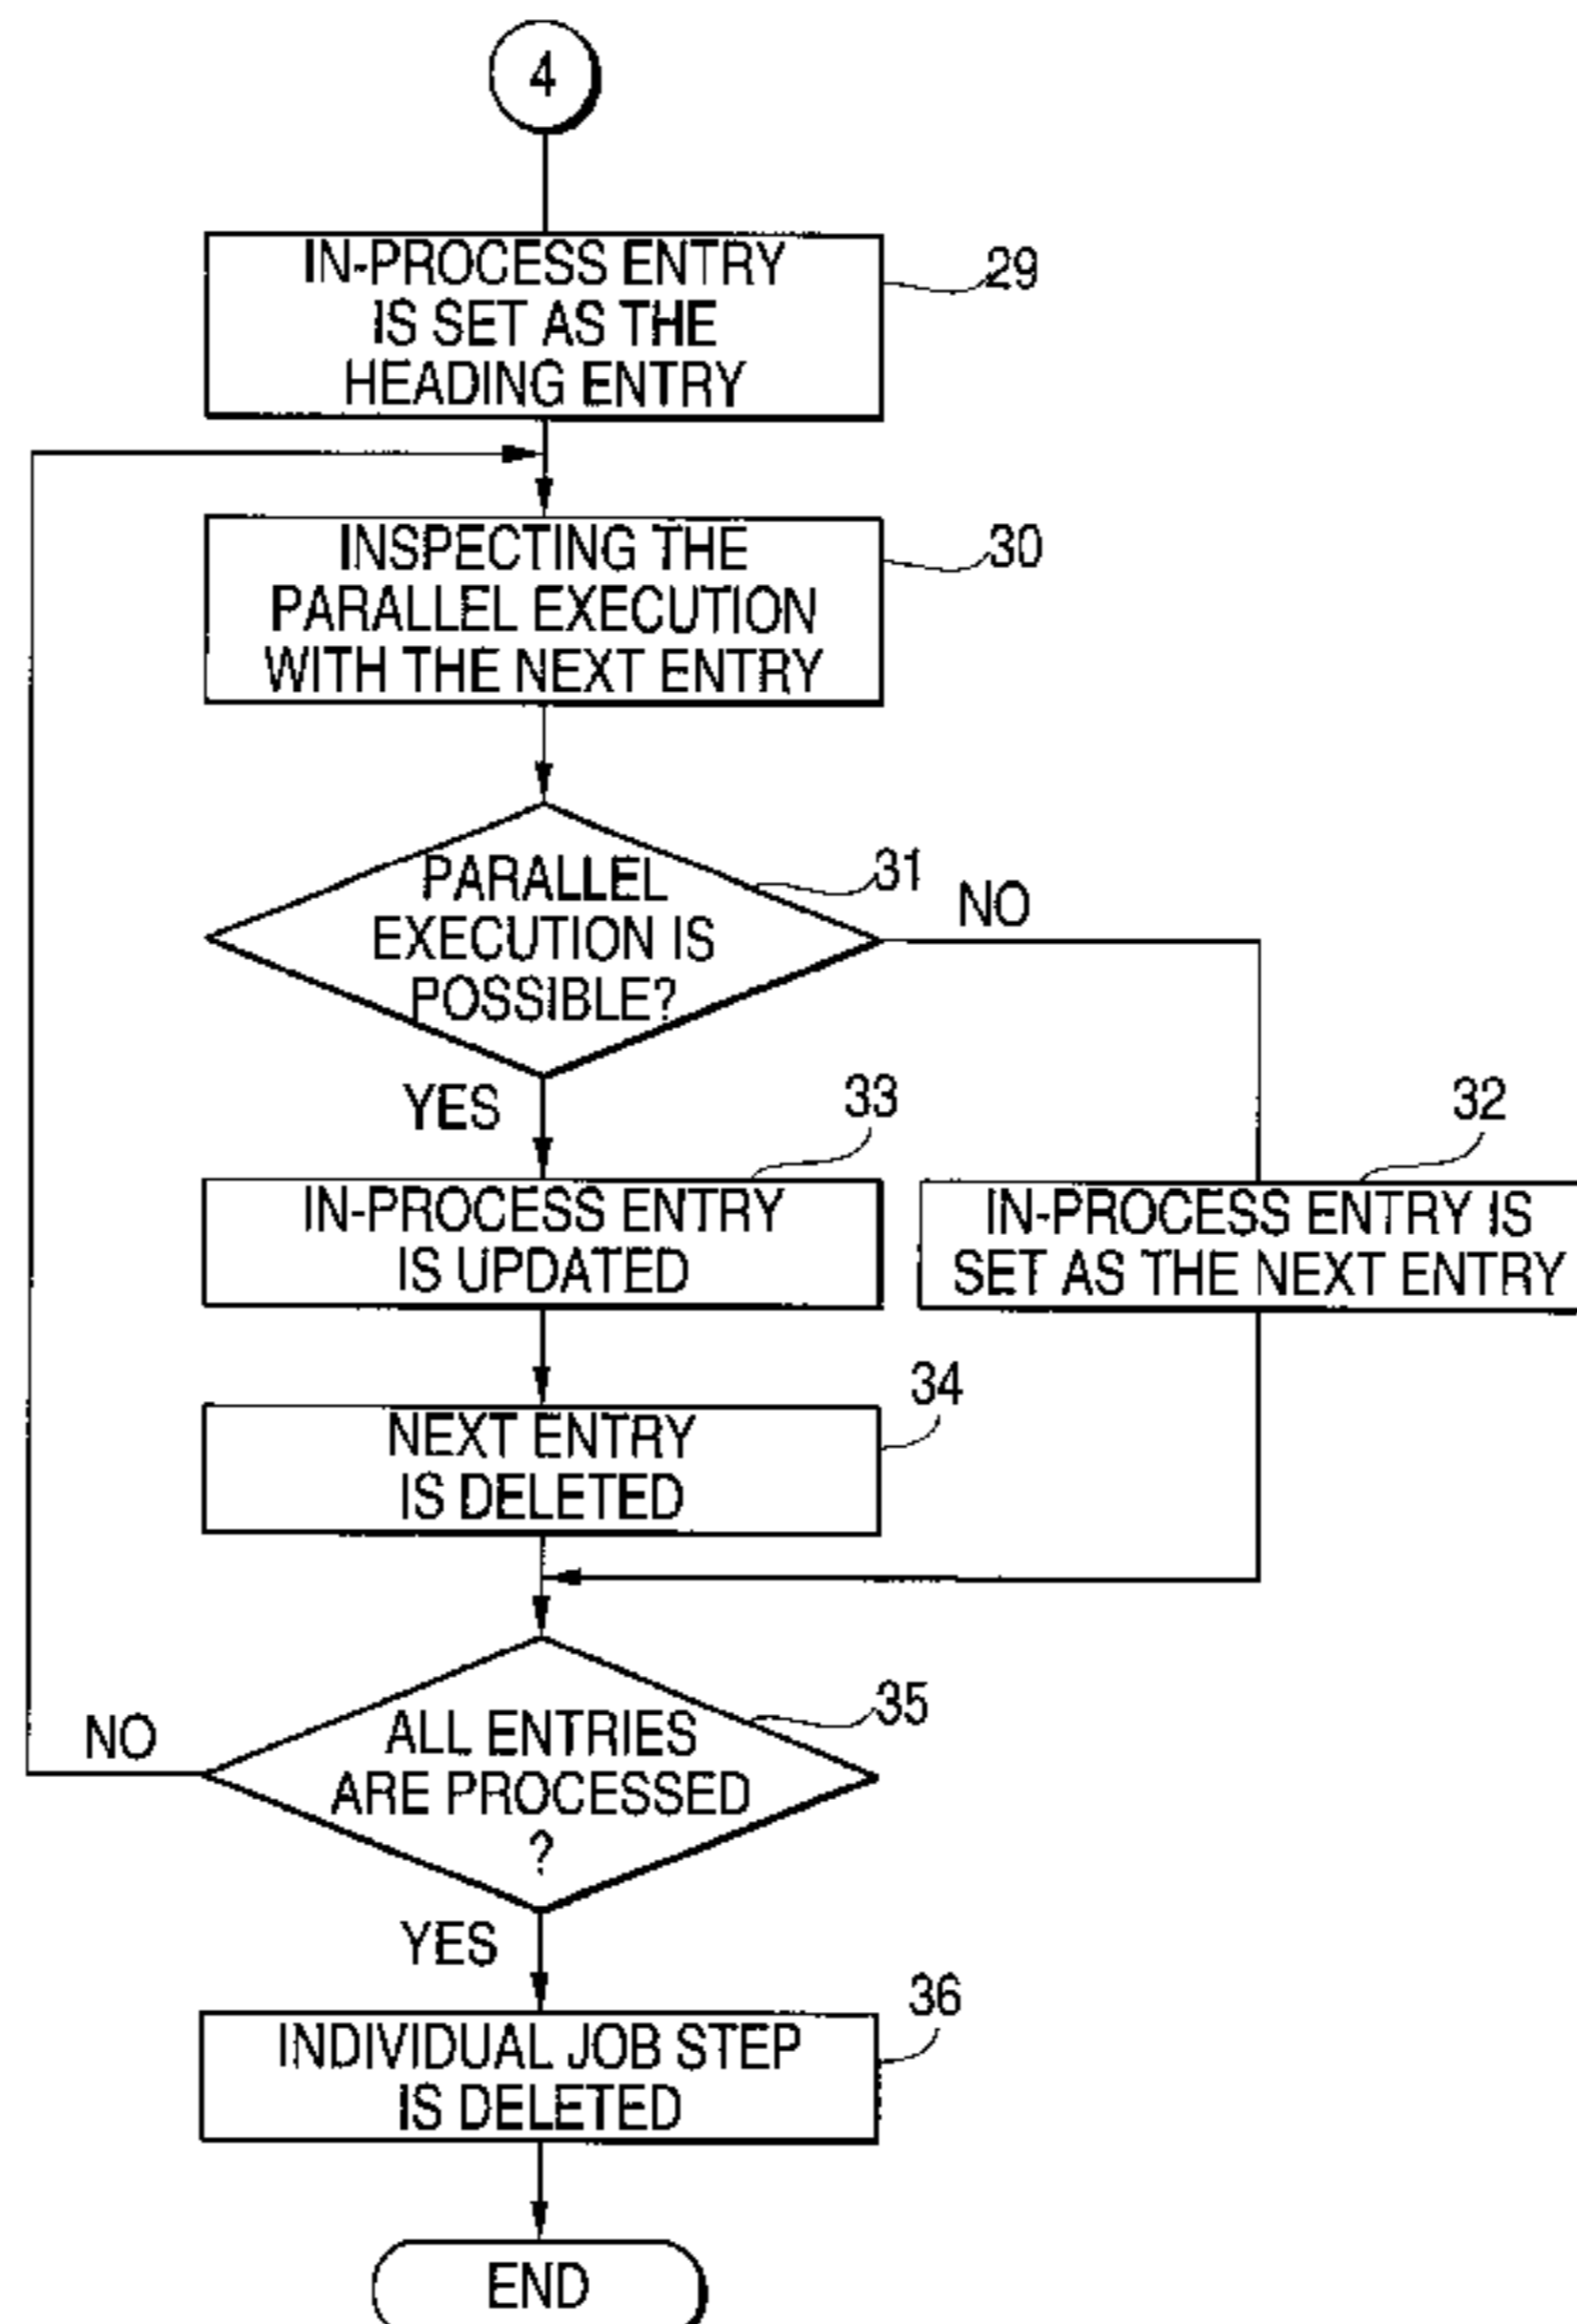 4
IN-PROCESS ENTRY
IS SET AS THE
HEADING ENTRY
29
INSPECTING THE
PARALLEL EXECUTION
WITH THE NEXT ENTRY
30
PARALLEL
EXECUTION IS
POSSIBLE?
31
NO
YES
33
IN-PROCESS ENTRY
IS UPDATED
32
IN-PROCESS ENTRY IS
SET AS THE NEXT ENTRY
34
NEXT ENTRY
IS DELETED
35
ALL ENTRIES
ARE PROCESSED
?
NO
YES
36
INDIVIDUAL JOB STEP
IS DELETED
END